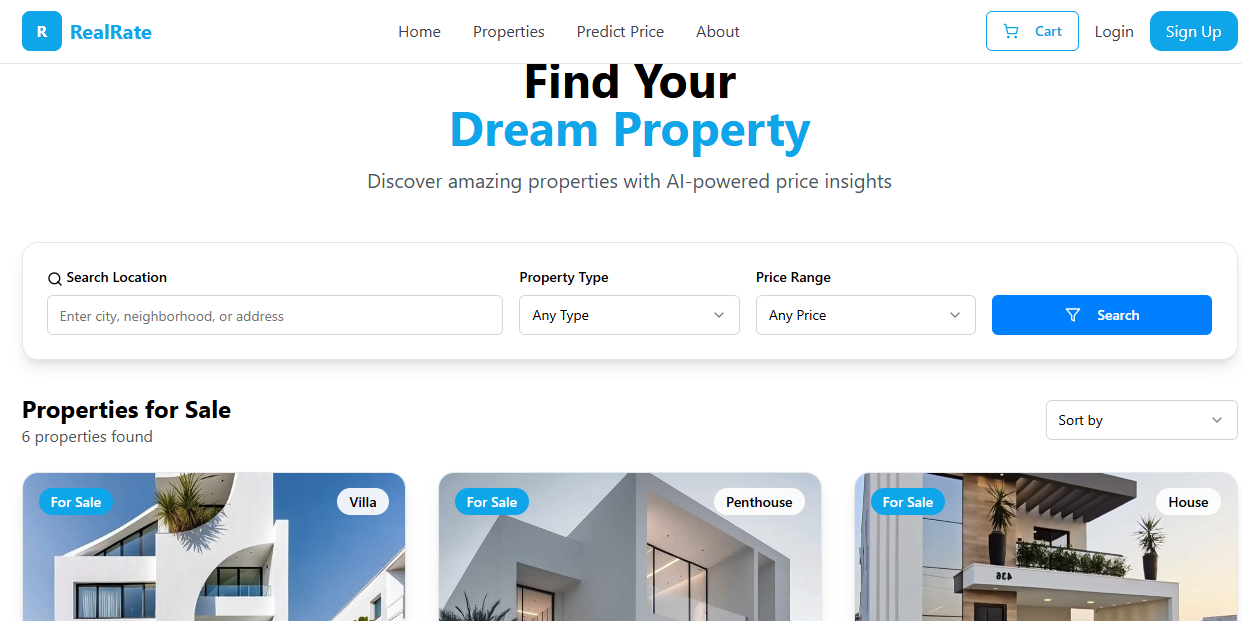 R RealRate Home Properties Predict Price About Cart Login Sign Up
Find Your
Dream Property
Discover amazing properties with AI-powered price insights
Search Location Property Type Price Range
Enter city, neighborhood, or address Any Type Any Price Search
Properties for Sale
6 properties found
Sort by
For Sale Villa For Sale Penthouse For Sale House
436